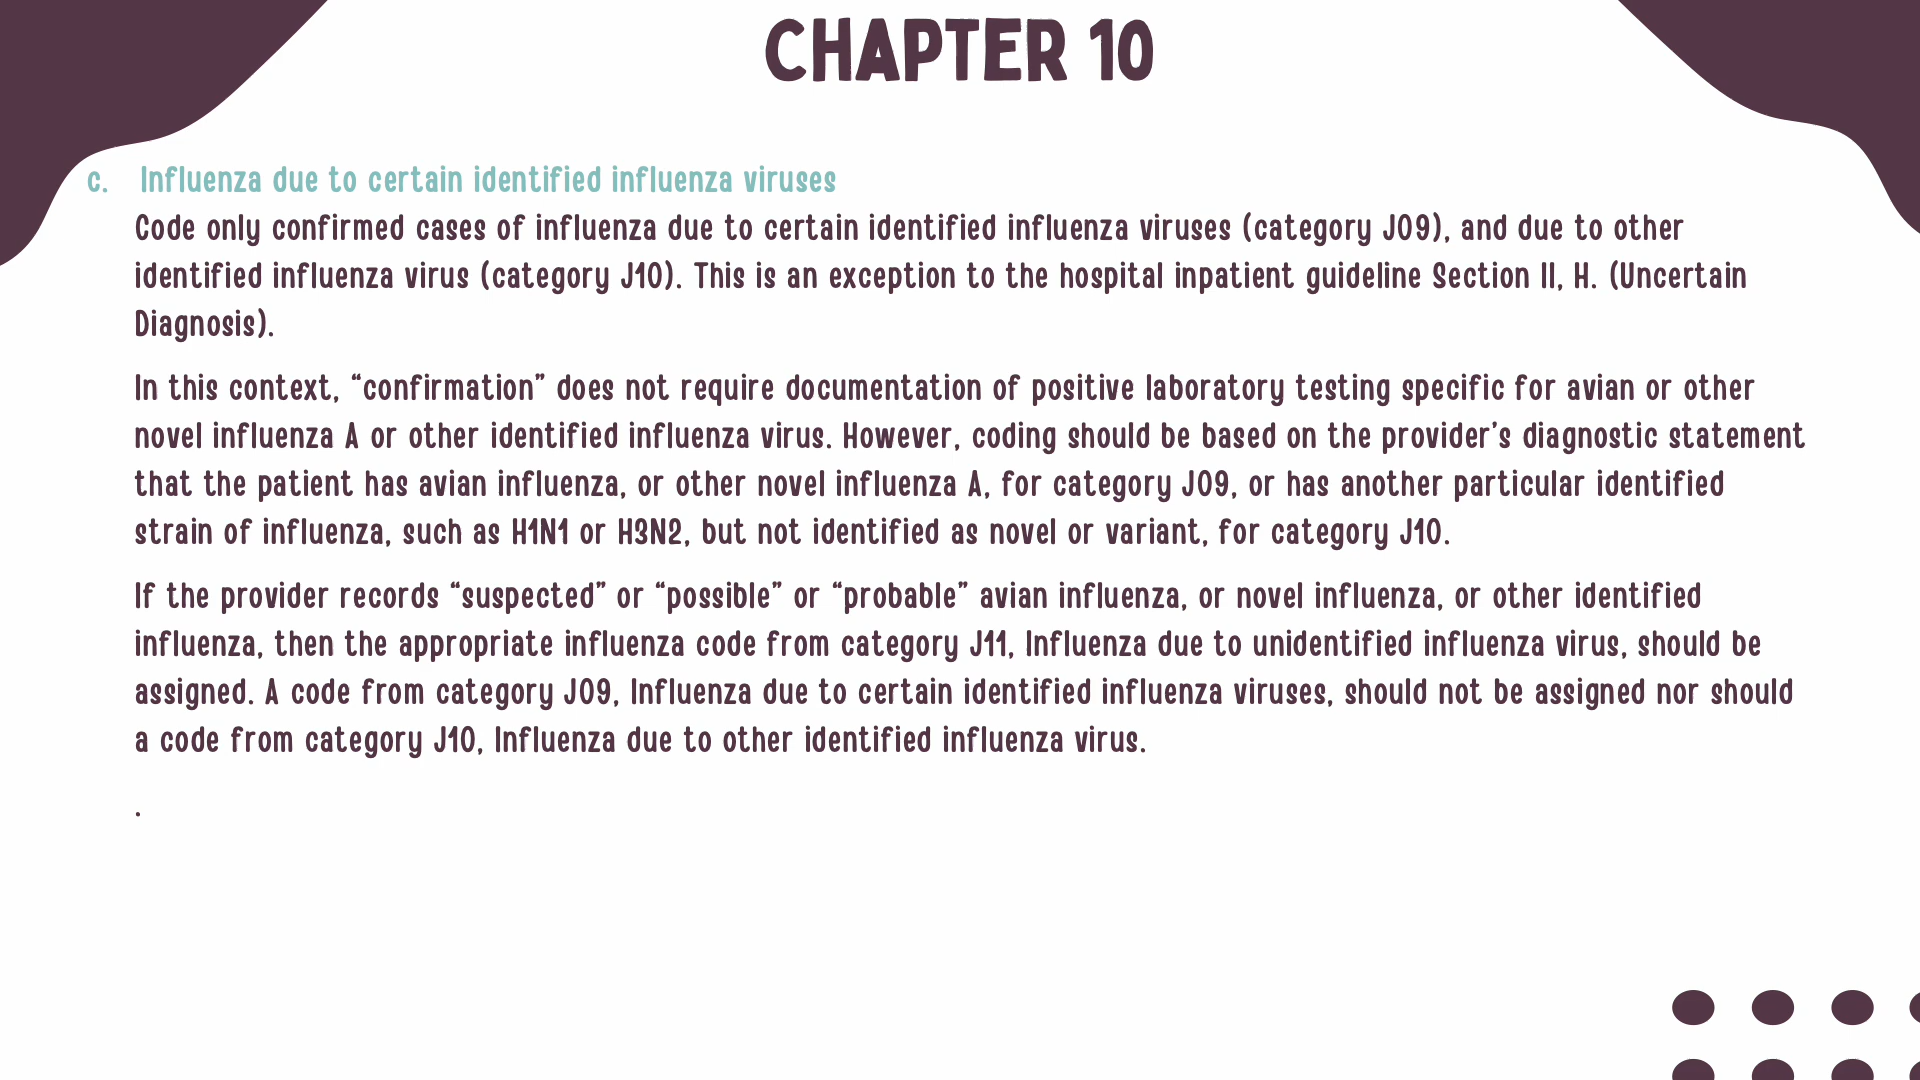 CHAPTER 10
c. Influenza due to certain identified influenza viruses
Code only confirmed cases of influenza due to certain identified influenza viruses (category J09), and due to other
identified influenza virus (category J10). This is an exception to the hospital inpatient guideline Section II, H. (Uncertain
Diagnosis).
In this context, “confirmation” does not require documentation of positive laboratory testing specific for avian or other
novel influenza A or other identified influenza virus. However, coding should be based on the provider’s diagnostic statement
that the patient has avian influenza, or other novel influenza A, for category J09, or has another particular identified
strain of influenza, such as H1N1 or H3N2, but not identified as novel or variant, for category J10.
If the provider records “suspected” or “possible” or “probable” avian influenza, or novel influenza, or other identified
influenza, then the appropriate influenza code from category J11, Influenza due to unidentified influenza virus, should be
assigned. A code from category J09, Influenza due to certain identified influenza viruses, should not be assigned nor should
a code from category J10, Influenza due to other identified influenza virus.
.